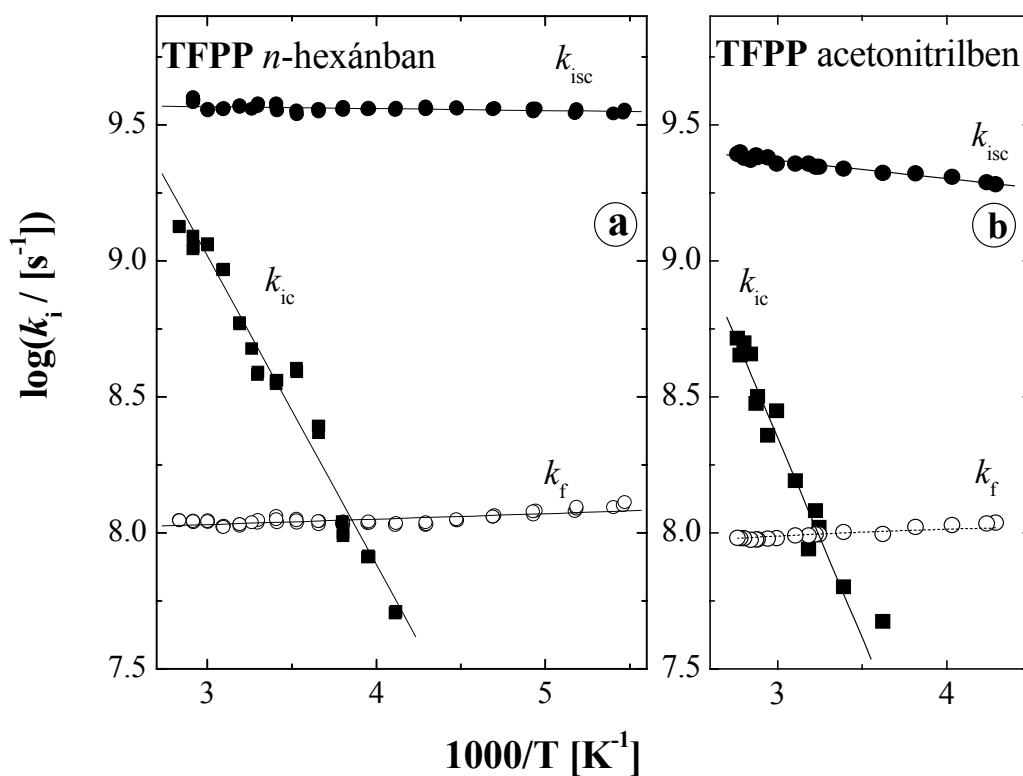 TFPP n-hexánban
k_isc
a
k_ic
k_f
TFPP acetonitrilben
k_isc
b
k_ic
k_f
log(k_i / [s^-1])
9.5
9.0
8.5
8.0
7.5
3 4 5
9.5
9.0
8.5
8.0
7.5
3 4
1000/T [K^-1]